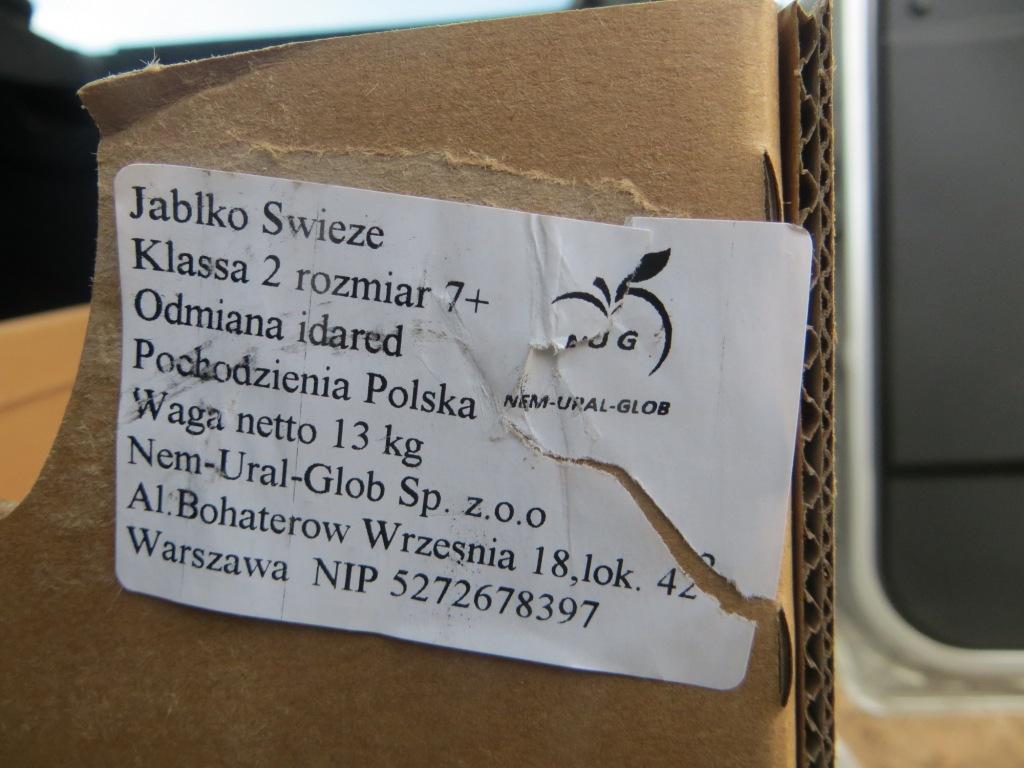 Jablko Swieze
Klassa 2 rozmiar 7+
Odmiana idared
Pochodzienia Polska
Waga netto 13 kg
Nem-Ural-Glob Sp. z.o.o
Al.Bohaterow Wrzesnia 18,lok.
Warszawa NIP 5272678397
NUG
NEM-URAL-GLOB